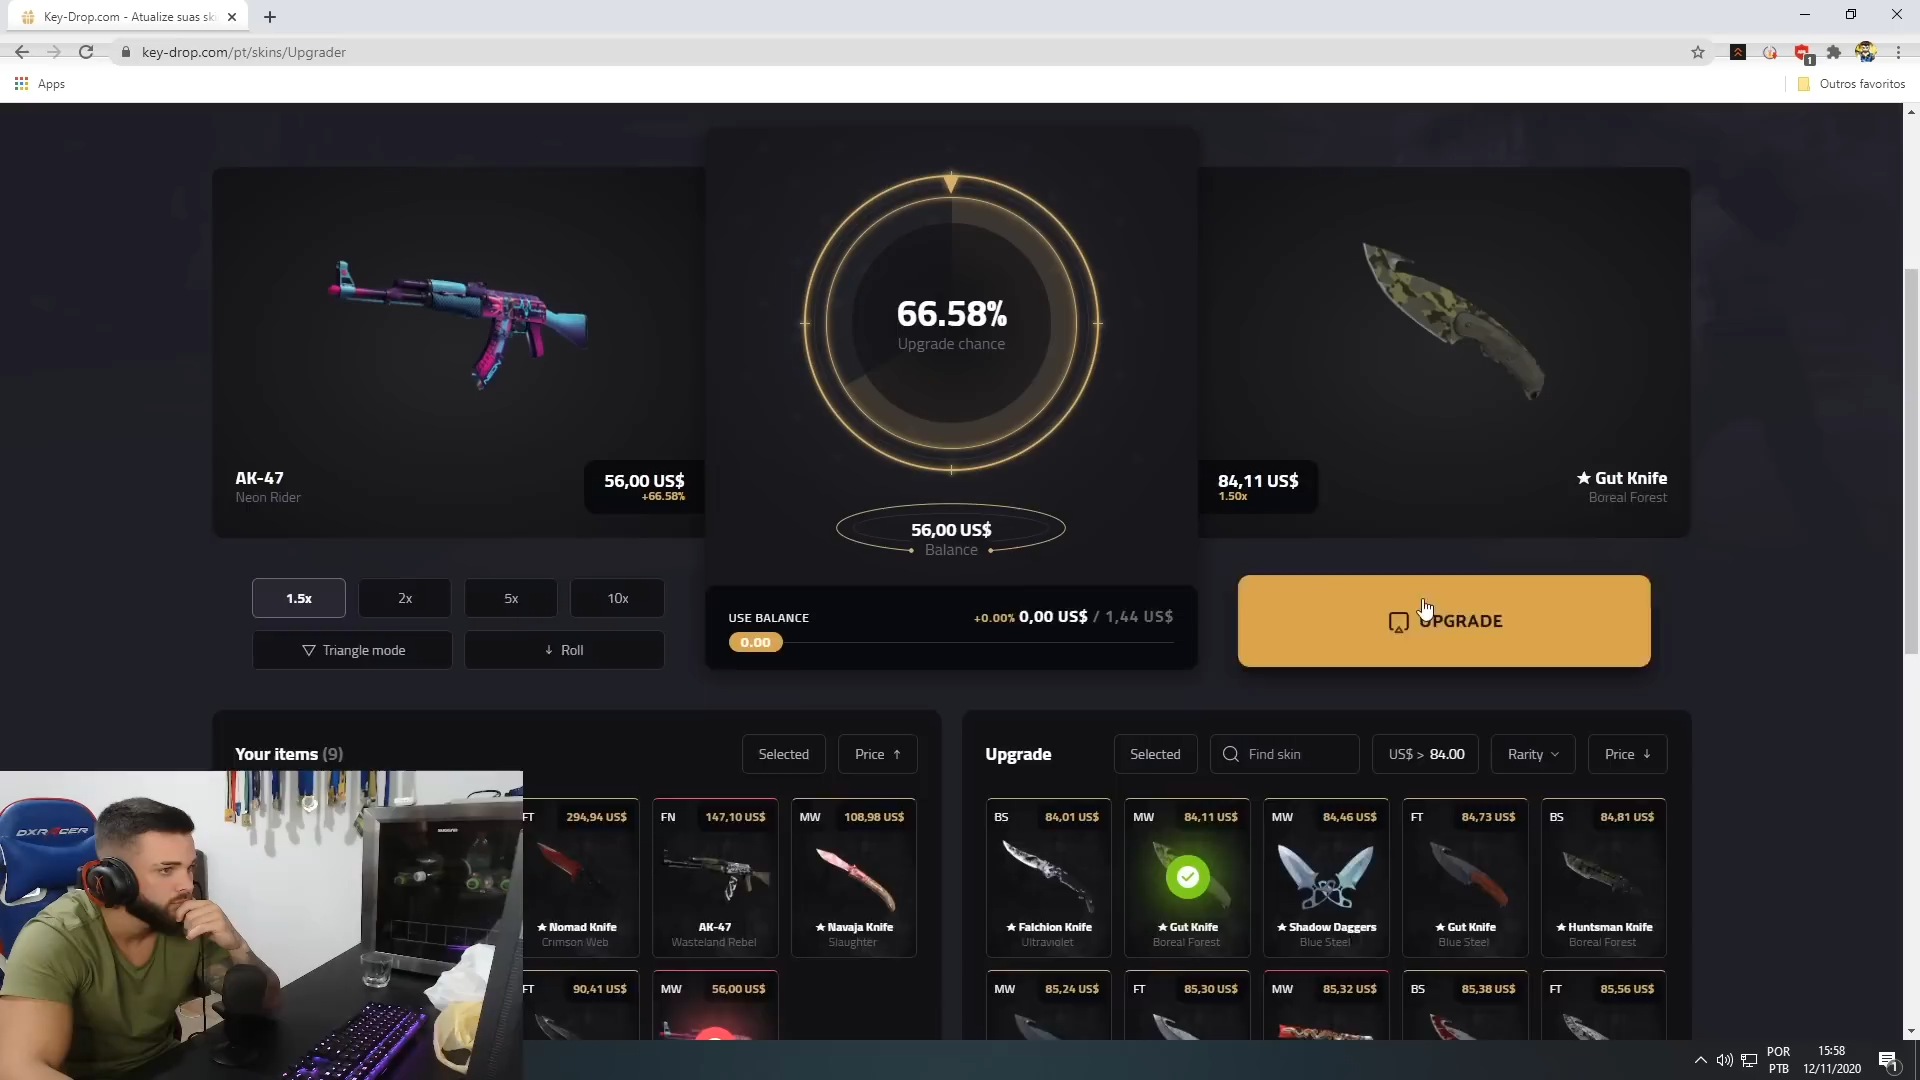 Key-Drop.com - Atualize suas sk
key-drop.com/pt/skins/Upgrader
1
Apps
Outros favoritos
66.58%
Upgrade chance
AK-47
Neon Rider
56,00 US$
+66.58%
84,11 US$
1.50x
★ Gut Knife
Boreal Forest
56,00 US$
Balance
1.5x
2x
5x
10x
Triangle mode
Roll
USE BALANCE
+0.00% 0,00 US$ / 1,44 US$
0.00
UPGRADE
Your items (9)
Selected
Price
FT 294,94 US$
★ Nomad Knife
Crimson Web
FN 147,10 US$
AK-47
Wasteland Rebel
MW 108,98 US$
★ Navaja Knife
Slaughter
FT 90,41 US$
MW 56,00 US$
Upgrade
Selected
Find skin
US$ > 84.00
Rarity
Price
BS 84,01 US$
★ Falchion Knife
Ultraviolet
MW 84,11 US$
★ Gut Knife
Boreal Forest
MW 84,46 US$
★ Shadow Daggers
Blue Steel
FT 84,73 US$
★ Gut Knife
Blue Steel
BS 84,81 US$
★ Huntsman Knife
Boreal Forest
MW 85,24 US$
FT 85,30 US$
MW 85,32 US$
BS 85,38 US$
FT 85,56 US$
DXRACER
POR
PTB
15:58
12/11/2020
1